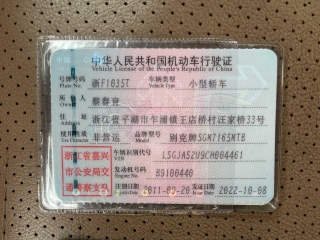 中华人民共和国机动车行驶证
Vehicle License of the People's Republic of China
号牌号码 浙F1035T 车辆类型 小型轿车
Plate No. Vehicle Type
所有人 蔡春宜
Owner
住址 浙江省平湖市乍浦镇王店桥村汪家桥33号
Address
使用性质 非营运 品牌型号 别克牌SGM7165MTB
Use Character Model
浙江省嘉兴市公安局交通警察支队
车辆识别代号 LSGJA52U9CH004461
VIN
发动机号码 B9100440
Engine No.
注册日期 2011-09-20 发证日期 2022-10-08
Register Date Issue Date